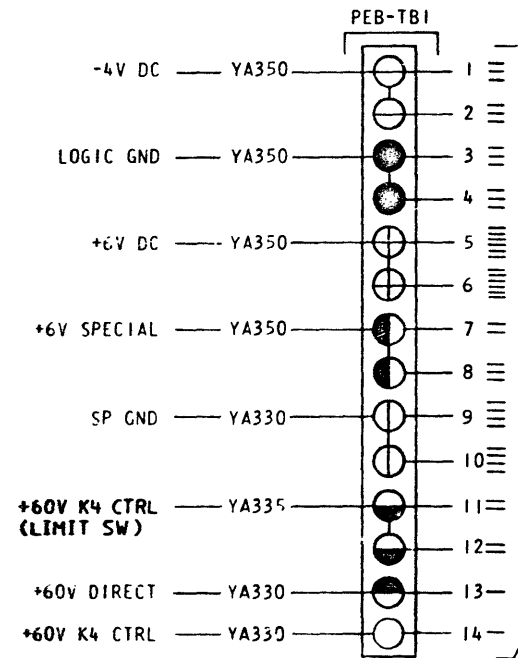 PEB-TB1
-4V DC YA350 1
2
LOGIC GND YA350 3
4
+6V DC YA350 5
6
+6V SPECIAL YA350 7
8
SP GND YA330 9
10
+60V K4 CTRL YA335 11
(LIMIT SW)
12
+60V DIRECT YA330 13
+60V K4 CTRL YA330 14